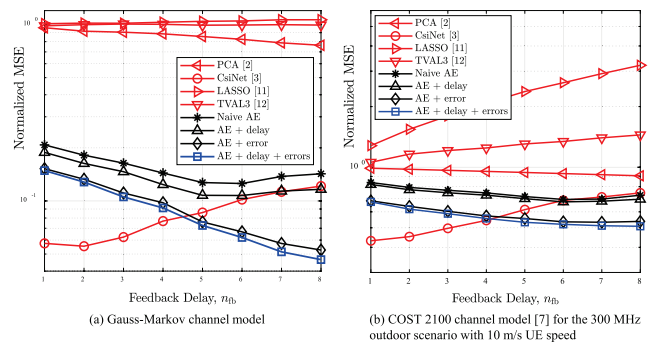 10^0
10^-1
Normalized MSE
PCA [2]
CsiNet [3]
LASSO [11]
TVAL3 [12]
Naive AE
AE + delay
AE + error
AE + delay + errors
1 2 3 4 5 6 7 8
Feedback Delay, n_fb
(a) Gauss-Markov channel model
PCA [2]
CsiNet [3]
LASSO [11]
TVAL3 [12]
Naive AE
AE + delay
AE + error
AE + delay + errors
10^0
Normalized MSE
1 2 3 4 5 6 7 8
Feedback Delay, n_fb
(b) COST 2100 channel model [7] for the 300 MHz
outdoor scenario with 10 m/s UE speed